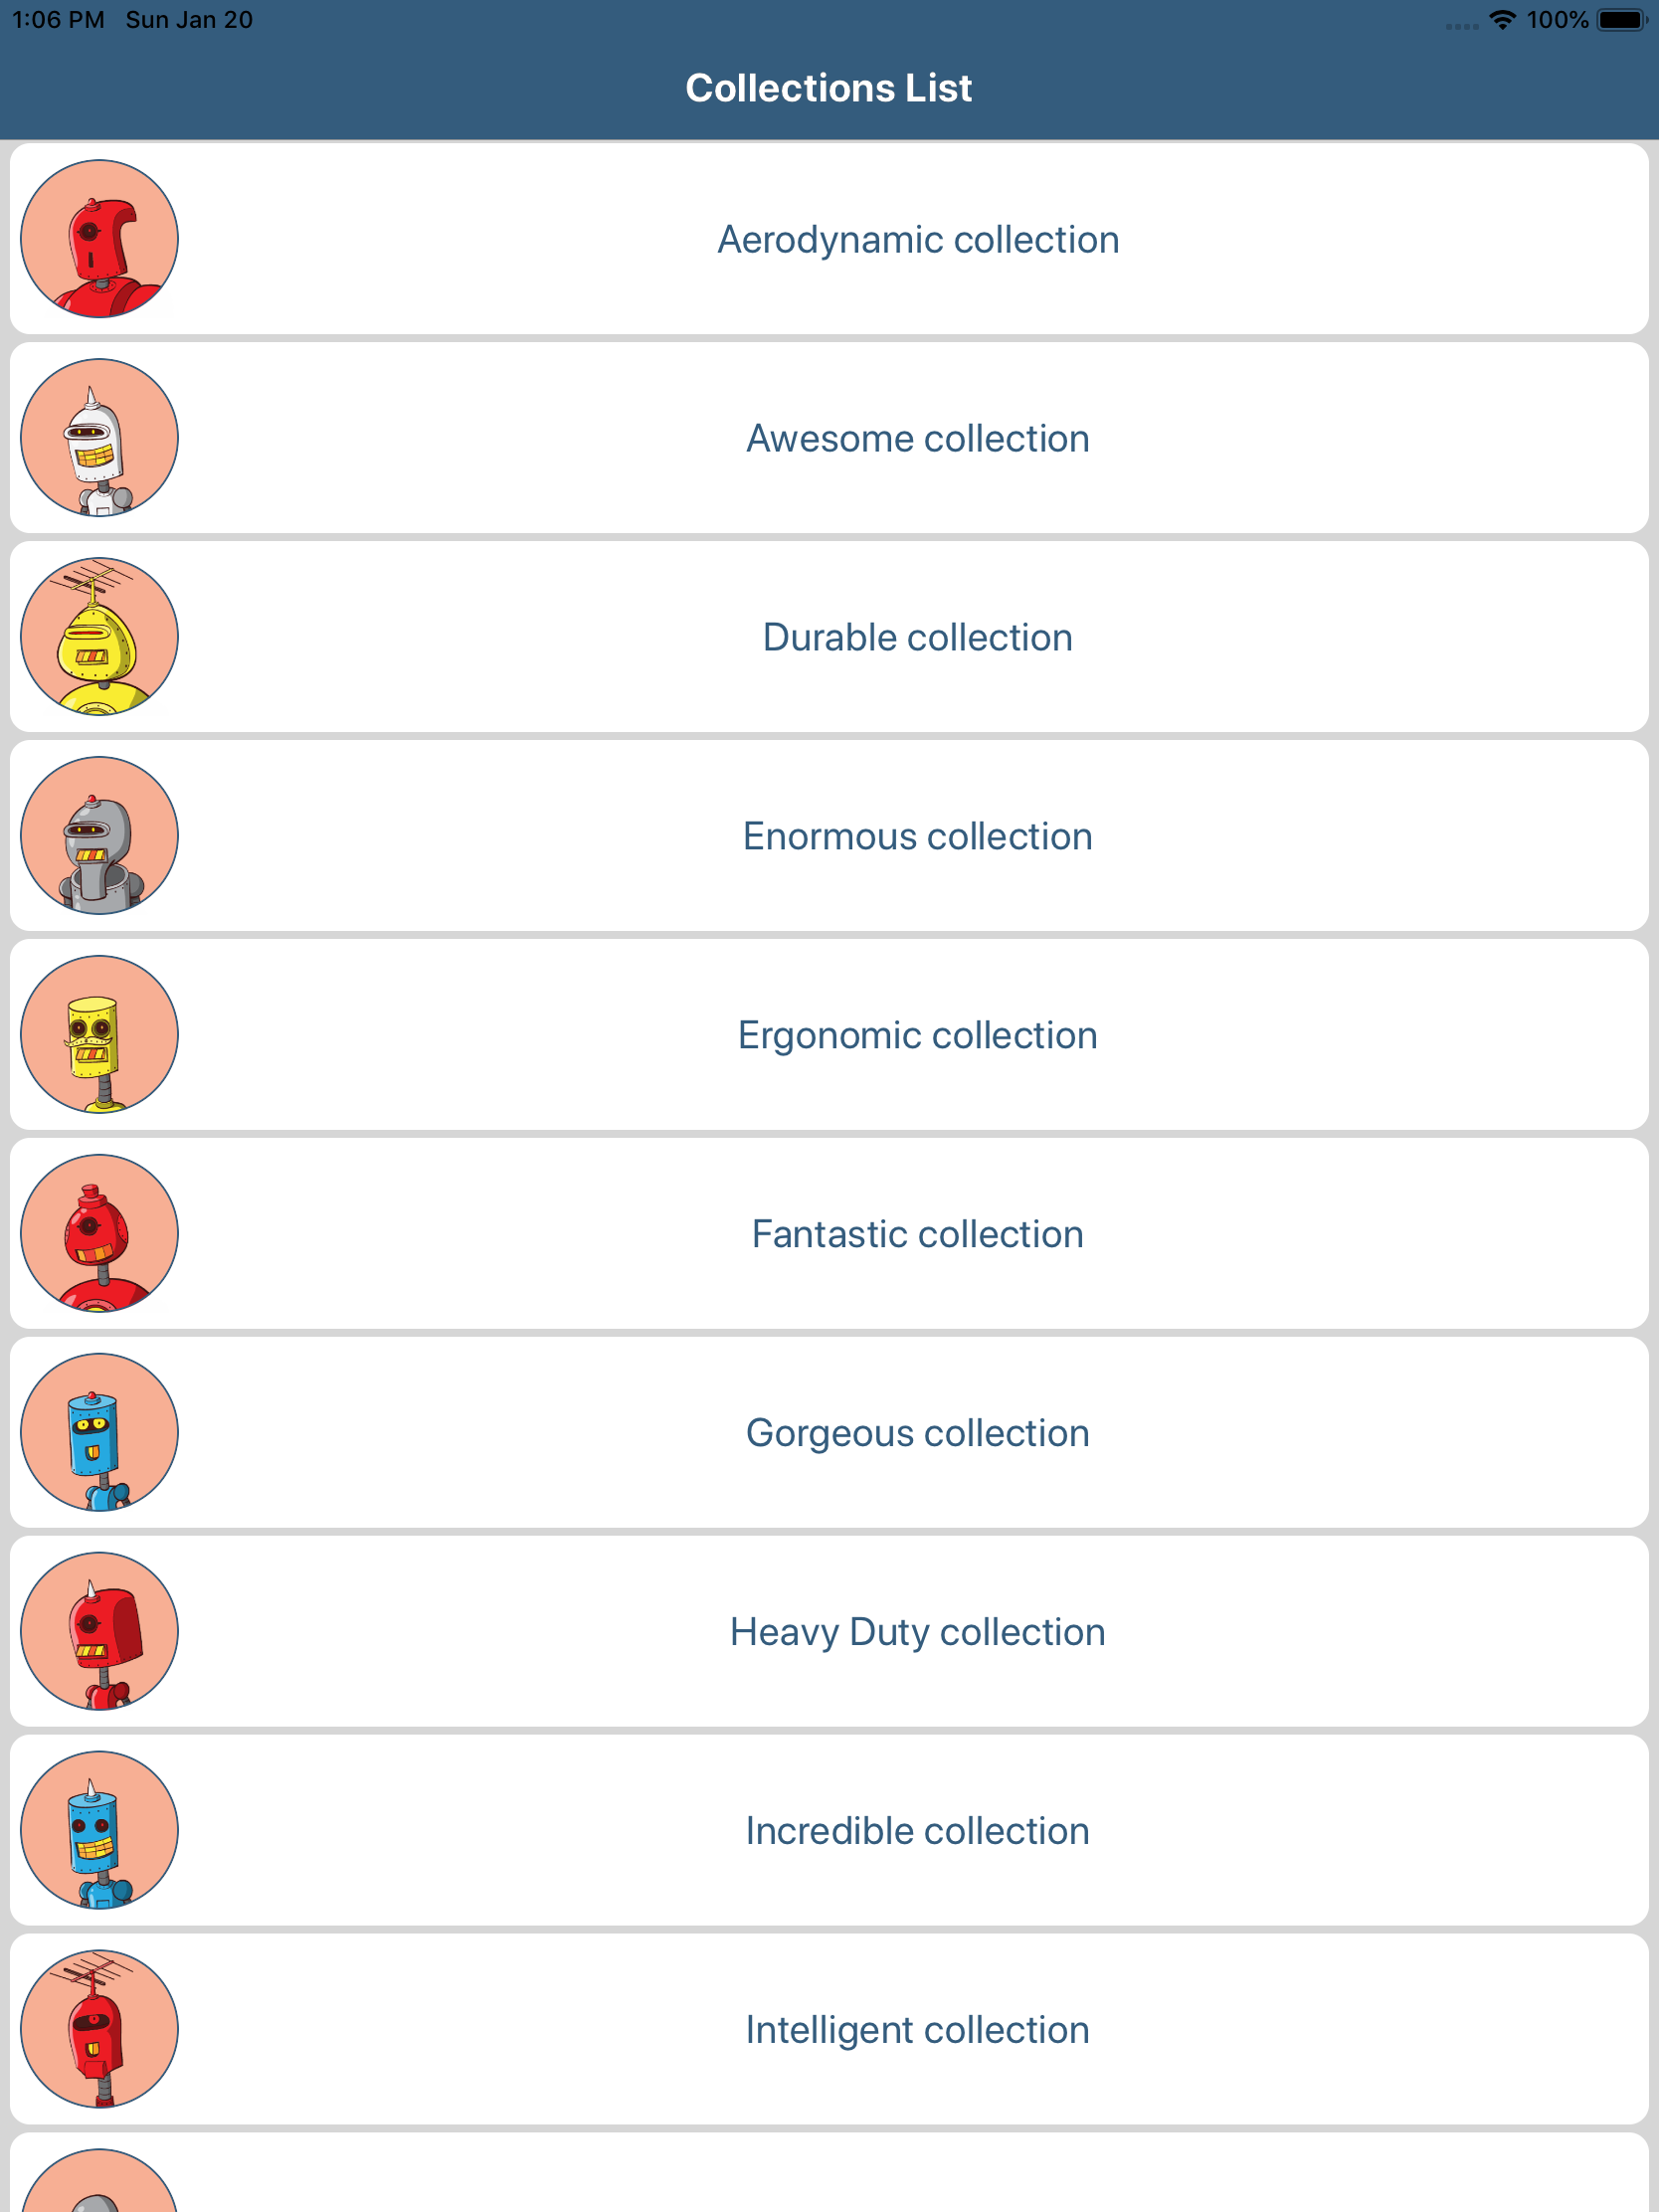 1:06 PM Sun Jan 20 100%
Collections List
Aerodynamic collection
Awesome collection
Durable collection
Enormous collection
Ergonomic collection
Fantastic collection
Gorgeous collection
Heavy Duty collection
Incredible collection
Intelligent collection